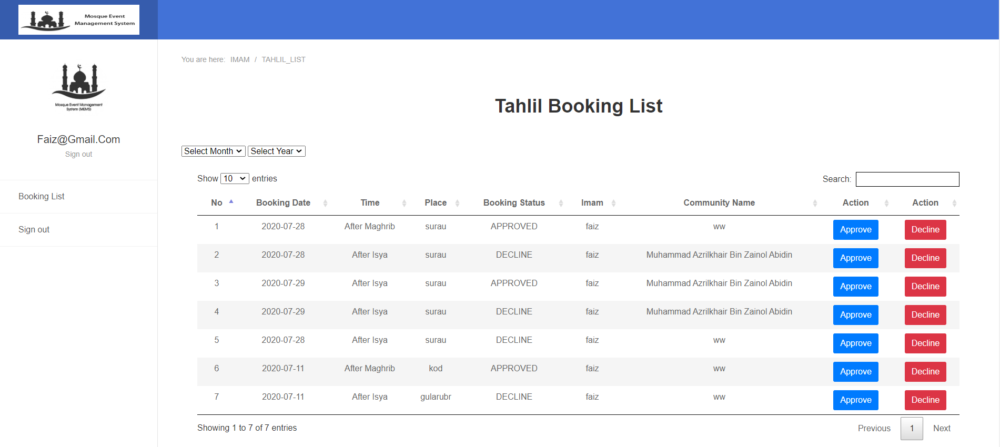 Mosque Event
Management System
Mosque Event Management
System (MEMS)
Faiz@Gmail.Com
Sign out
Booking List
Sign out
You are here: IMAM / TAHLIL_LIST
Tahlil Booking List
Select Month Select Year
Show 10 entries Search:
No Booking Date Time Place Booking Status Imam Community Name Action Action
1 2020-07-28 After Maghrib surau APPROVED faiz ww Approve Decline
2 2020-07-28 After Isya surau DECLINE faiz Muhammad Azrilkhair Bin Zainol Abidin Approve Decline
3 2020-07-29 After Isya surau APPROVED faiz Muhammad Azrilkhair Bin Zainol Abidin Approve Decline
4 2020-07-29 After Isya surau DECLINE faiz Muhammad Azrilkhair Bin Zainol Abidin Approve Decline
5 2020-07-28 After Isya surau DECLINE faiz ww Approve Decline
6 2020-07-11 After Maghrib kod APPROVED faiz ww Approve Decline
7 2020-07-11 After Isya gularubr DECLINE faiz ww Approve Decline
Showing 1 to 7 of 7 entries Previous 1 Next